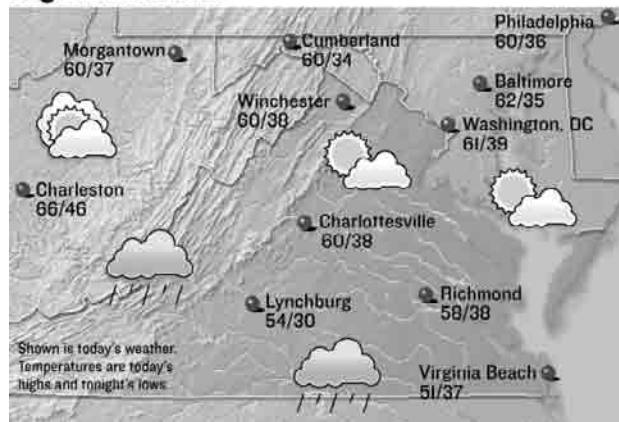 Philadelphia
60/36
Morgantown
60/37
Cumberland
60/34
Baltimore
62/35
Winchester
60/38
Washington, DC
61/39
Charleston
66/46
Charlottesville
60/38
Lynchburg
54/30
Richmond
58/38
Shown is today's weather.
Temperatures are today's
highs and tonight's lows.
Virginia Beach
51/37